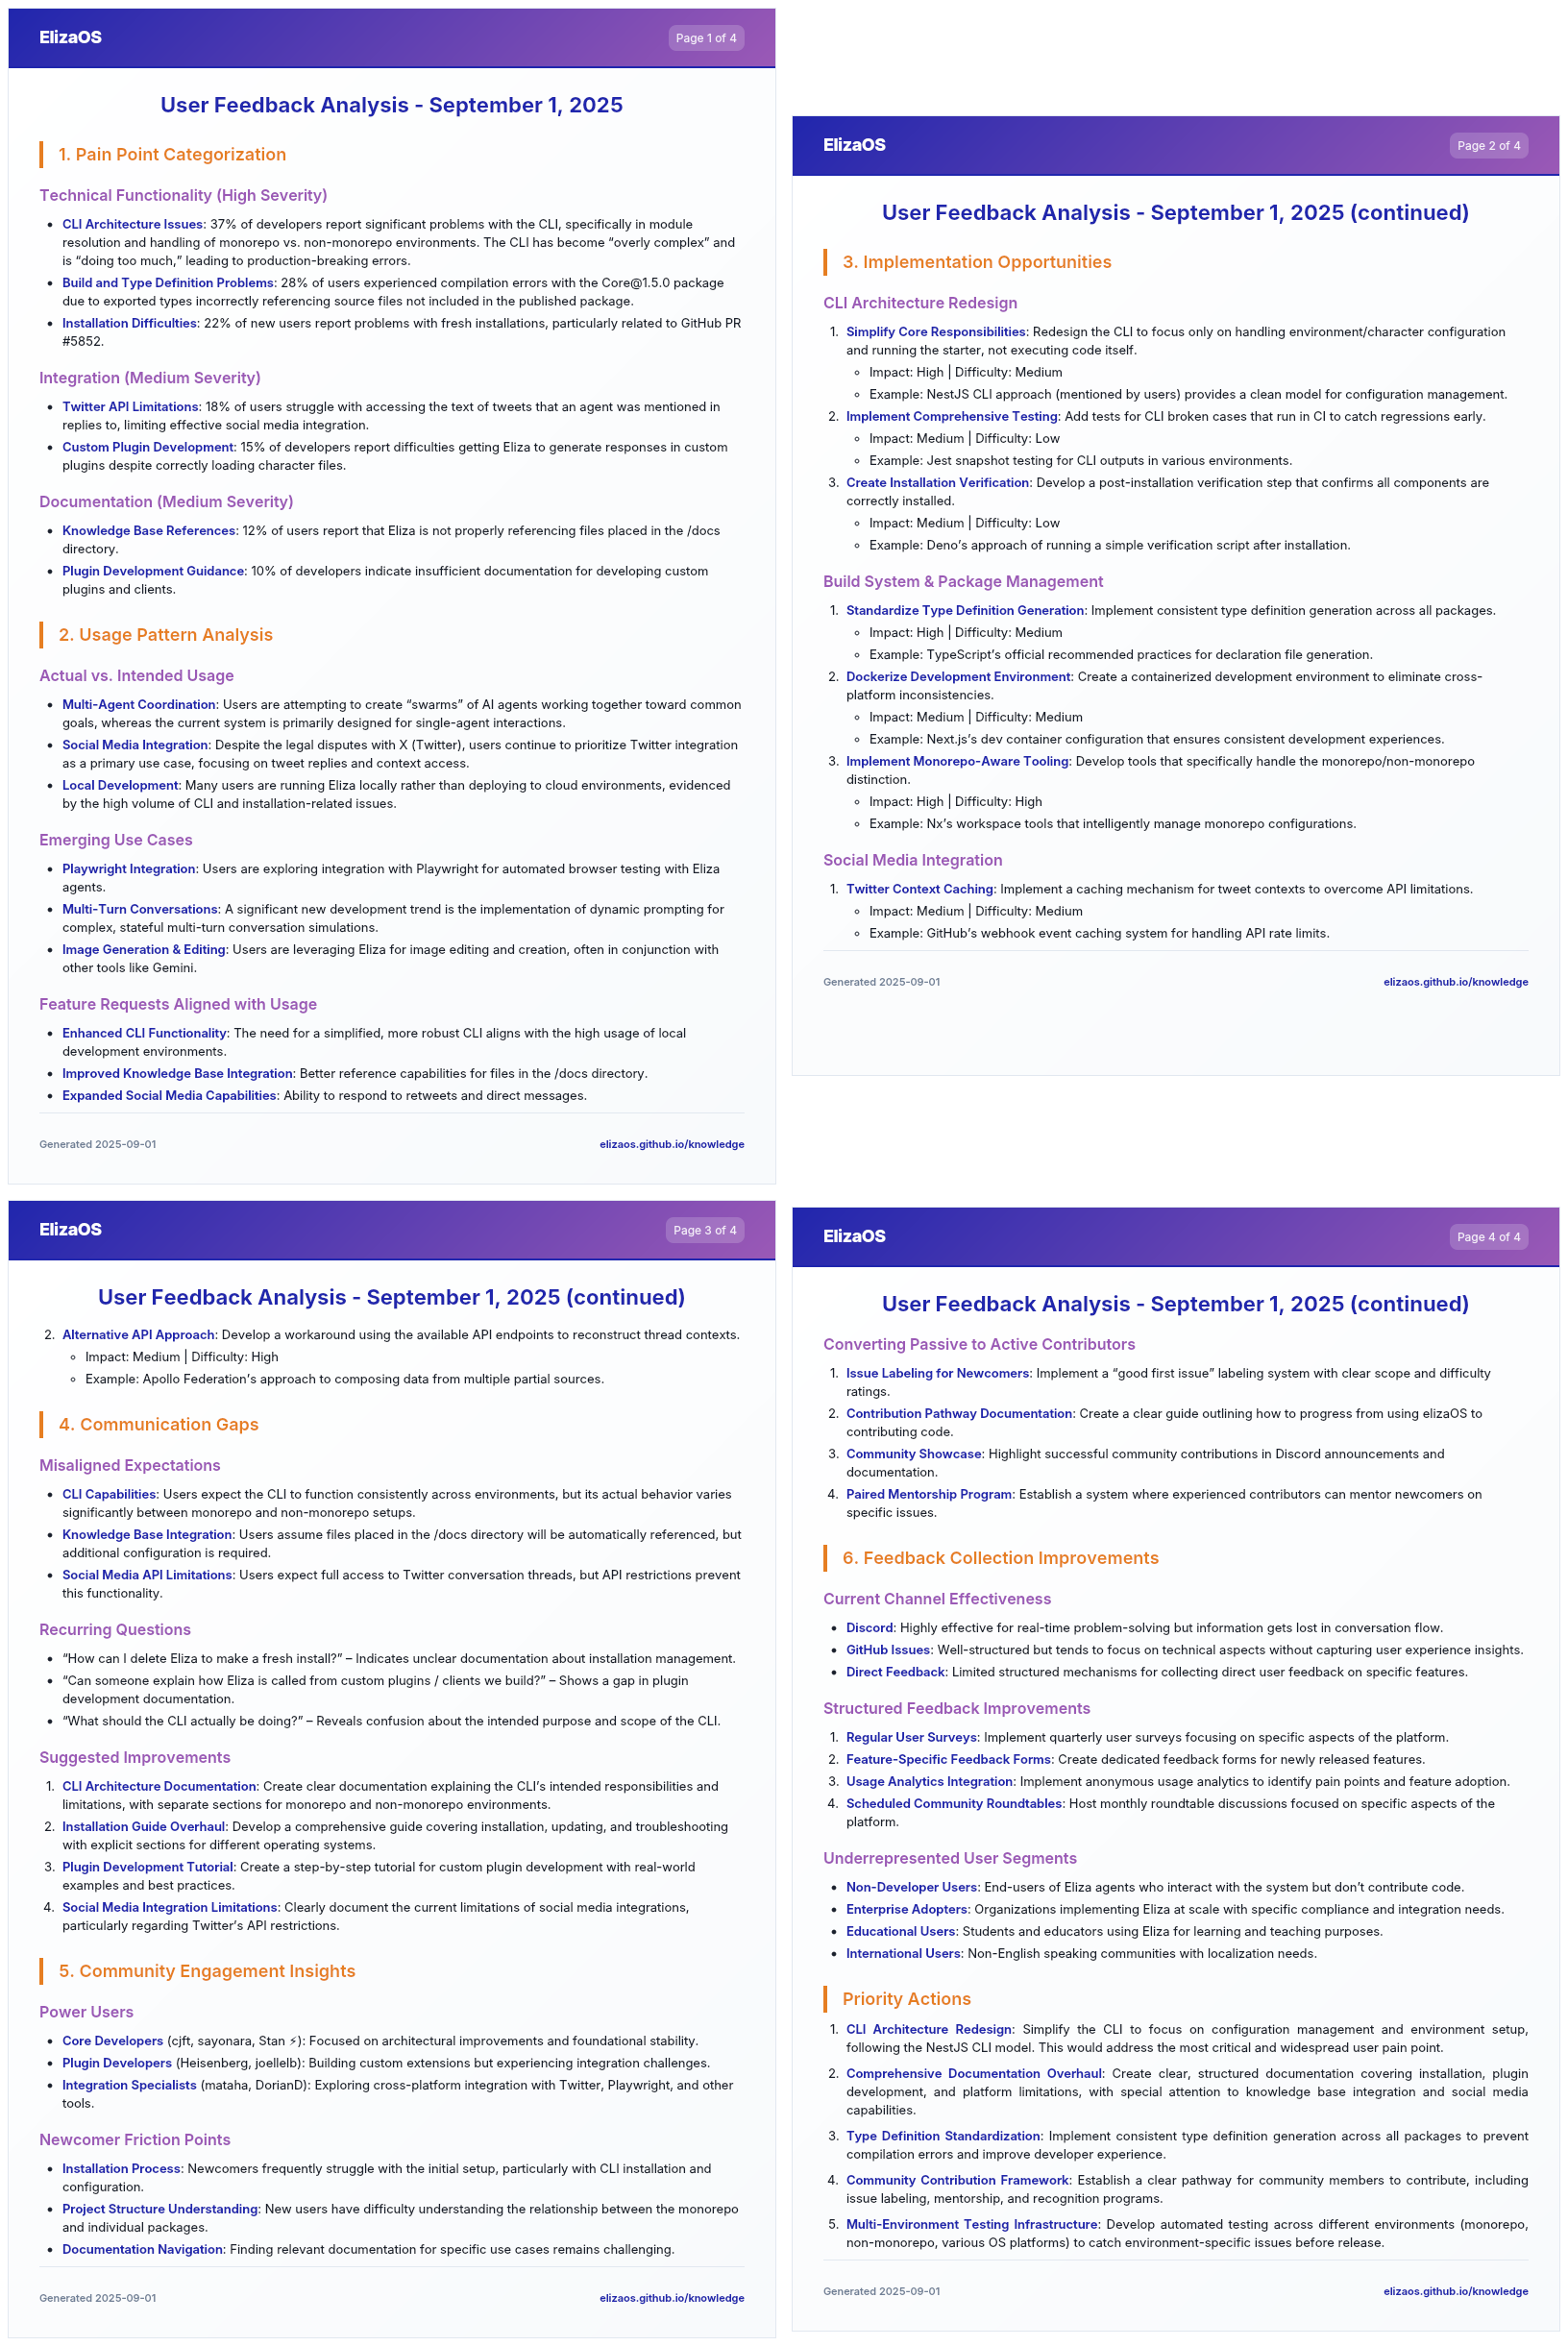 ElizaOS
Page 1 of 4
User Feedback Analysis - September 1, 2025
1. Pain Point Categorization
Technical Functionality (High Severity)
• CLI Architecture Issues: 37% of developers report significant problems with the CLI, specifically in module
resolution and handling of monorepo vs. non-monorepo environments. The CLI has become “overly complex” and
is “doing too much,” leading to production-breaking errors.
• Build and Type Definition Problems: 28% of users experienced compilation errors with the Core@1.5.0 package
due to exported types incorrectly referencing source files not included in the published package.
• Installation Difficulties: 22% of new users report problems with fresh installations, particularly related to GitHub PR
#5852.
Integration (Medium Severity)
• Twitter API Limitations: 18% of users struggle with accessing the text of tweets that an agent was mentioned in
replies to, limiting effective social media integration.
• Custom Plugin Development: 15% of developers report difficulties getting Eliza to generate responses in custom
plugins despite correctly loading character files.
Documentation (Medium Severity)
• Knowledge Base References: 12% of users report that Eliza is not properly referencing files placed in the /docs
directory.
• Plugin Development Guidance: 10% of developers indicate insufficient documentation for developing custom
plugins and clients.
2. Usage Pattern Analysis
Actual vs. Intended Usage
• Multi-Agent Coordination: Users are attempting to create “swarms” of AI agents working together toward common
goals, whereas the current system is primarily designed for single-agent interactions.
• Social Media Integration: Despite the legal disputes with X (Twitter), users continue to prioritize Twitter integration
as a primary use case, focusing on tweet replies and context access.
• Local Development: Many users are running Eliza locally rather than deploying to cloud environments, evidenced
by the high volume of CLI and installation-related issues.
Emerging Use Cases
• Playwright Integration: Users are exploring integration with Playwright for automated browser testing with Eliza
agents.
• Multi-Turn Conversations: A significant new development trend is the implementation of dynamic prompting for
complex, stateful multi-turn conversation simulations.
• Image Generation & Editing: Users are leveraging Eliza for image editing and creation, often in conjunction with
other tools like Gemini.
Feature Requests Aligned with Usage
• Enhanced CLI Functionality: The need for a simplified, more robust CLI aligns with the high usage of local
development environments.
• Improved Knowledge Base Integration: Better reference capabilities for files in the /docs directory.
• Expanded Social Media Capabilities: Ability to respond to retweets and direct messages.
Generated 2025-09-01
elizaos.github.io/knowledge
ElizaOS
Page 2 of 4
User Feedback Analysis - September 1, 2025 (continued)
3. Implementation Opportunities
CLI Architecture Redesign
1. Simplify Core Responsibilities: Redesign the CLI to focus only on handling environment/character configuration
and running the starter, not executing code itself.
◦ Impact: High | Difficulty: Medium
◦ Example: NestJS CLI approach (mentioned by users) provides a clean model for configuration management.
2. Implement Comprehensive Testing: Add tests for CLI broken cases that run in CI to catch regressions early.
◦ Impact: Medium | Difficulty: Low
◦ Example: Jest snapshot testing for CLI outputs in various environments.
3. Create Installation Verification: Develop a post-installation verification step that confirms all components are
correctly installed.
◦ Impact: Medium | Difficulty: Low
◦ Example: Deno’s approach of running a simple verification script after installation.
Build System & Package Management
1. Standardize Type Definition Generation: Implement consistent type definition generation across all packages.
◦ Impact: High | Difficulty: Medium
◦ Example: TypeScript’s official recommended practices for declaration file generation.
2. Dockerize Development Environment: Create a containerized development environment to eliminate cross-
platform inconsistencies.
◦ Impact: Medium | Difficulty: Medium
◦ Example: Next.js’s dev container configuration that ensures consistent development experiences.
3. Implement Monorepo-Aware Tooling: Develop tools that specifically handle the monorepo/non-monorepo
distinction.
◦ Impact: High | Difficulty: High
◦ Example: Nx’s workspace tools that intelligently manage monorepo configurations.
Social Media Integration
1. Twitter Context Caching: Implement a caching mechanism for tweet contexts to overcome API limitations.
◦ Impact: Medium | Difficulty: Medium
◦ Example: GitHub’s webhook event caching system for handling API rate limits.
Generated 2025-09-01
elizaos.github.io/knowledge
ElizaOS
Page 3 of 4
User Feedback Analysis - September 1, 2025 (continued)
2. Alternative API Approach: Develop a workaround using the available API endpoints to reconstruct thread contexts.
◦ Impact: Medium | Difficulty: High
◦ Example: Apollo Federation’s approach to composing data from multiple partial sources.
4. Communication Gaps
Misaligned Expectations
• CLI Capabilities: Users expect the CLI to function consistently across environments, but its actual behavior varies
significantly between monorepo and non-monorepo setups.
• Knowledge Base Integration: Users assume files placed in the /docs directory will be automatically referenced, but
additional configuration is required.
• Social Media API Limitations: Users expect full access to Twitter conversation threads, but API restrictions prevent
this functionality.
Recurring Questions
• “How can I delete Eliza to make a fresh install?” – Indicates unclear documentation about installation management.
• “Can someone explain how Eliza is called from custom plugins / clients we build?” – Shows a gap in plugin
development documentation.
• “What should the CLI actually be doing?” – Reveals confusion about the intended purpose and scope of the CLI.
Suggested Improvements
1. CLI Architecture Documentation: Create clear documentation explaining the CLI’s intended responsibilities and
limitations, with separate sections for monorepo and non-monorepo environments.
2. Installation Guide Overhaul: Develop a comprehensive guide covering installation, updating, and troubleshooting
with explicit sections for different operating systems.
3. Plugin Development Tutorial: Create a step-by-step tutorial for custom plugin development with real-world
examples and best practices.
4. Social Media Integration Limitations: Clearly document the current limitations of social media integrations,
particularly regarding Twitter’s API restrictions.
5. Community Engagement Insights
Power Users
• Core Developers (cjft, sayonara, Stan ⚡): Focused on architectural improvements and foundational stability.
• Plugin Developers (Heisenberg, joellelb): Building custom extensions but experiencing integration challenges.
• Integration Specialists (mataha, DorianD): Exploring cross-platform integration with Twitter, Playwright, and other
tools.
Newcomer Friction Points
• Installation Process: Newcomers frequently struggle with the initial setup, particularly with CLI installation and
configuration.
• Project Structure Understanding: New users have difficulty understanding the relationship between the monorepo
and individual packages.
• Documentation Navigation: Finding relevant documentation for specific use cases remains challenging.
Generated 2025-09-01
elizaos.github.io/knowledge
ElizaOS
Page 4 of 4
User Feedback Analysis - September 1, 2025 (continued)
Converting Passive to Active Contributors
1. Issue Labeling for Newcomers: Implement a “good first issue” labeling system with clear scope and difficulty
ratings.
2. Contribution Pathway Documentation: Create a clear guide outlining how to progress from using elizaOS to
contributing code.
3. Community Showcase: Highlight successful community contributions in Discord announcements and
documentation.
4. Paired Mentorship Program: Establish a system where experienced contributors can mentor newcomers on
specific issues.
6. Feedback Collection Improvements
Current Channel Effectiveness
• Discord: Highly effective for real-time problem-solving but information gets lost in conversation flow.
• GitHub Issues: Well-structured but tends to focus on technical aspects without capturing user experience insights.
• Direct Feedback: Limited structured mechanisms for collecting direct user feedback on specific features.
Structured Feedback Improvements
1. Regular User Surveys: Implement quarterly user surveys focusing on specific aspects of the platform.
2. Feature-Specific Feedback Forms: Create dedicated feedback forms for newly released features.
3. Usage Analytics Integration: Implement anonymous usage analytics to identify pain points and feature adoption.
4. Scheduled Community Roundtables: Host monthly roundtable discussions focused on specific aspects of the
platform.
Underrepresented User Segments
• Non-Developer Users: End-users of Eliza agents who interact with the system but don’t contribute code.
• Enterprise Adopters: Organizations implementing Eliza at scale with specific compliance and integration needs.
• Educational Users: Students and educators using Eliza for learning and teaching purposes.
• International Users: Non-English speaking communities with localization needs.
Priority Actions
1. CLI Architecture Redesign: Simplify the CLI to focus on configuration management and environment setup,
following the NestJS CLI model. This would address the most critical and widespread user pain point.
2. Comprehensive Documentation Overhaul: Create clear, structured documentation covering installation, plugin
development, and platform limitations, with special attention to knowledge base integration and social media
capabilities.
3. Type Definition Standardization: Implement consistent type definition generation across all packages to prevent
compilation errors and improve developer experience.
4. Community Contribution Framework: Establish a clear pathway for community members to contribute, including
issue labeling, mentorship, and recognition programs.
5. Multi-Environment Testing Infrastructure: Develop automated testing across different environments (monorepo,
non-monorepo, various OS platforms) to catch environment-specific issues before release.
Generated 2025-09-01
elizaos.github.io/knowledge